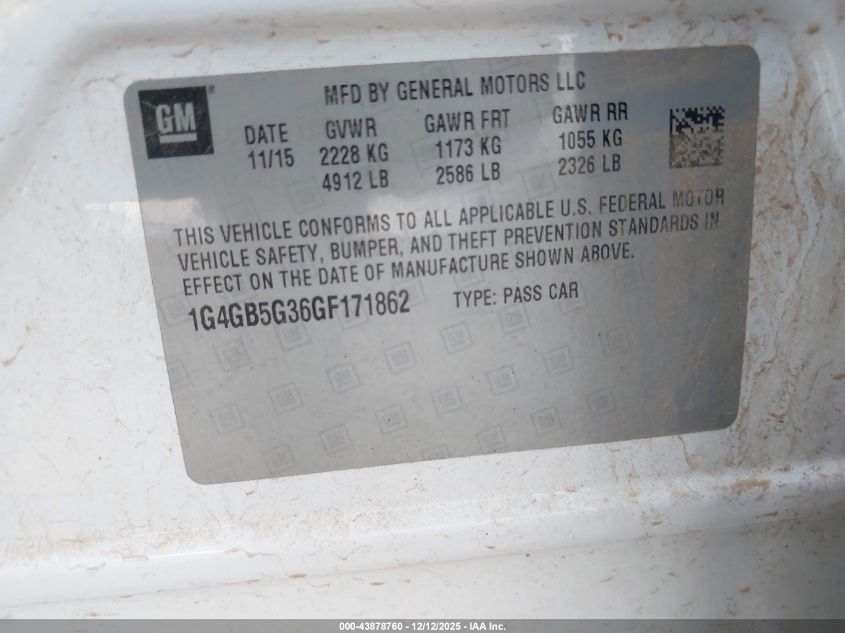 MFD BY GENERAL MOTORS LLC
GM
DATE GVWR GAWR FRT GAWR RR
11/15 2228 KG 1173 KG 1055 KG
4912 LB 2586 LB 2326 LB
THIS VEHICLE CONFORMS TO ALL APPLICABLE U.S. FEDERAL MOTOR
VEHICLE SAFETY, BUMPER, AND THEFT PREVENTION STANDARDS IN
EFFECT ON THE DATE OF MANUFACTURE SHOWN ABOVE.
1G4GB5G36GF171862 TYPE: PASS CAR
000-43878760 - 12/12/2025 - IAA Inc.